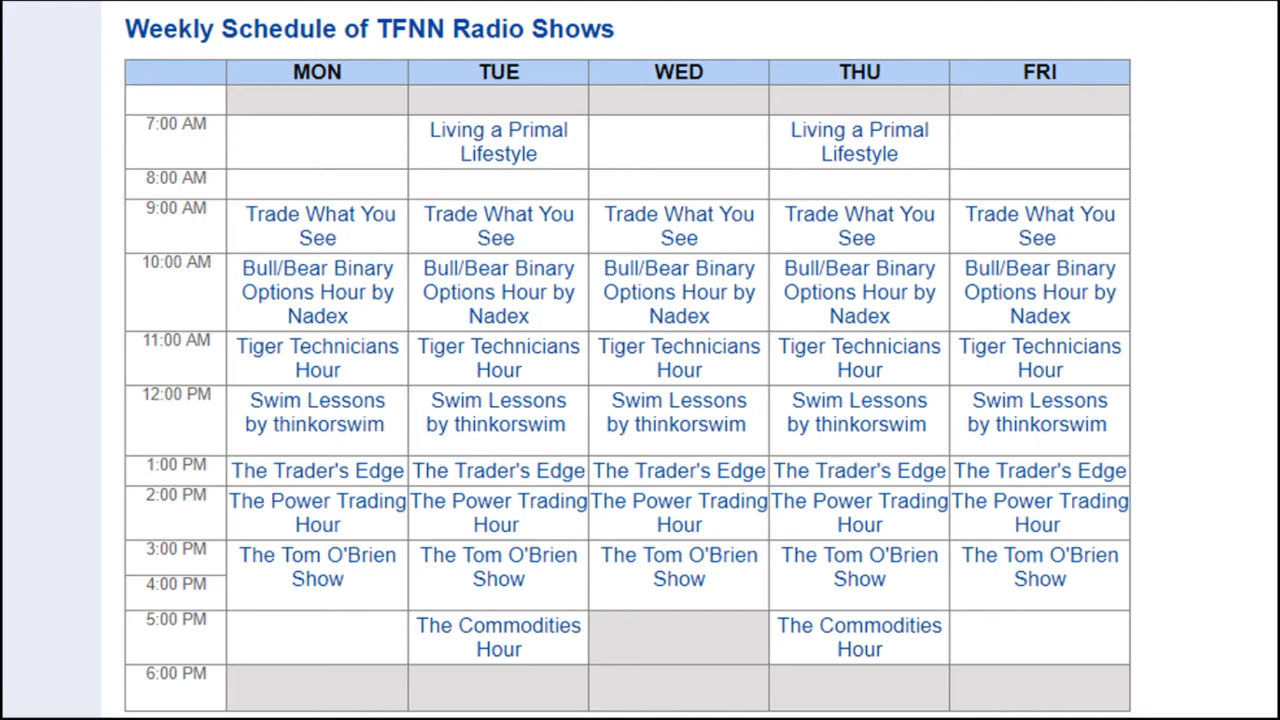 Weekly Schedule of TFNN Radio Shows
MON TUE WED THU FRI
7:00 AM
Living a Primal Living a Primal
Lifestyle Lifestyle
8:00 AM
9:00 AM
Trade What You Trade What You Trade What You Trade What You Trade What You
See See See See See
10:00 AM
Bull/Bear Binary Bull/Bear Binary Bull/Bear Binary Bull/Bear Binary Bull/Bear Binary
Options Hour by Options Hour by Options Hour by Options Hour by Options Hour by
Nadex Nadex Nadex Nadex Nadex
11:00 AM
Tiger Technicians Tiger Technicians Tiger Technicians Tiger Technicians Tiger Technicians
Hour Hour Hour Hour Hour
12:00 PM
Swim Lessons Swim Lessons Swim Lessons Swim Lessons Swim Lessons
by thinkorswim by thinkorswim by thinkorswim by thinkorswim by thinkorswim
1:00 PM
The Trader's Edge The Trader's Edge The Trader's Edge The Trader's Edge The Trader's Edge
2:00 PM
The Power Trading The Power Trading The Power Trading The Power Trading The Power Trading
Hour Hour Hour Hour Hour
3:00 PM
The Tom O'Brien The Tom O'Brien The Tom O'Brien The Tom O'Brien The Tom O'Brien
Show Show Show Show Show
4:00 PM
5:00 PM
The Commodities The Commodities
Hour Hour
6:00 PM